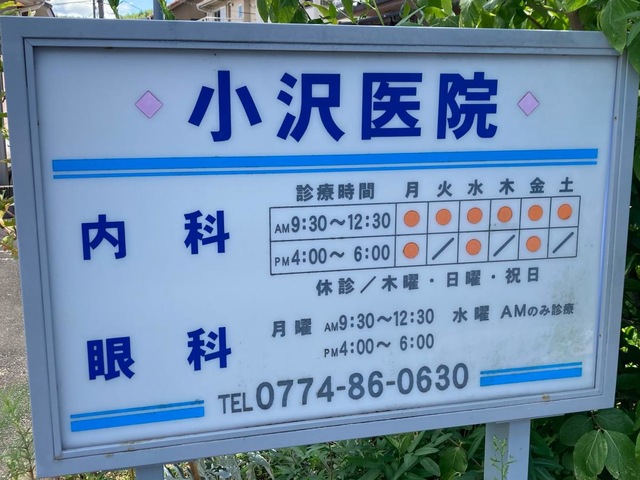 小沢医院
診療時間 月 火 水 木 金 土
内科 AM9:30〜12:30 ● ● ● ● ● ●
PM4:00〜 6:00 ● ／ ● ／ ● ／
休診／木曜・日曜・祝日
眼科 月曜 AM9:30〜12:30 水曜 AMのみ診療
PM4:00〜 6:00
TEL0774-86-0630